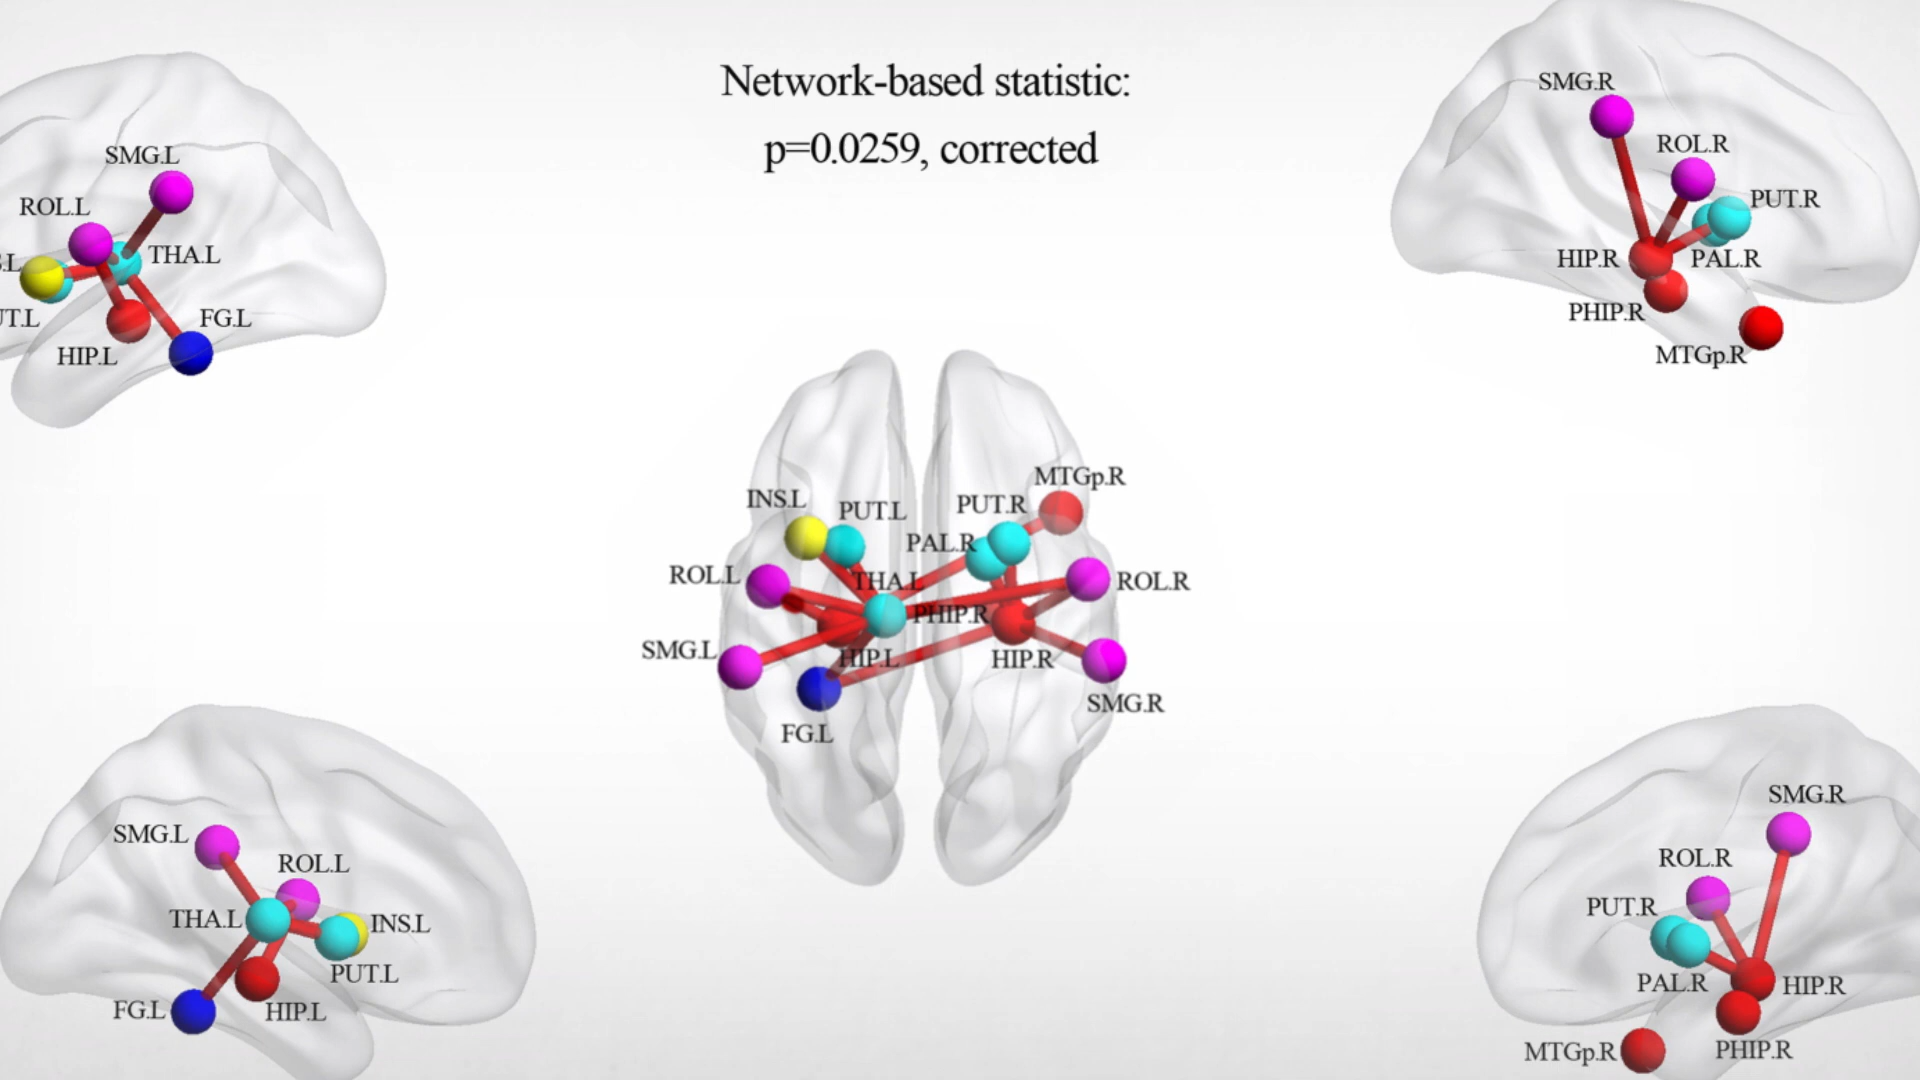 Network-based statistic:
p=0.0259, corrected
SMG.L
ROL.L
THA.L
FG.L
HIP.L
SMG.R
ROL.R
PUT.R
HIP.R
PAL.R
PHIP.R
MTGp.R
MTGp.R
INS.L
PUT.L
PUT.R
PAL.R
ROL.L
THA.L
ROL.R
PHIP.R
SMG.L
HIP.L
HIP.R
SMG.R
FG.L
SMG.L
ROL.L
THA.L
INS.L
PUT.L
FG.L
HIP.L
SMG.R
ROL.R
PUT.R
PAL.R
HIP.R
MTGp.R
PHIP.R